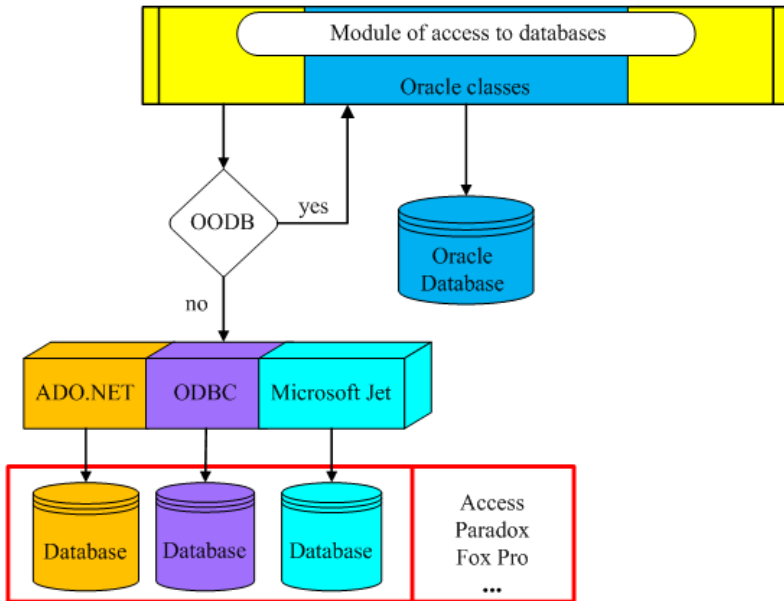 Module of access to databases
Oracle classes
OODB
yes
Oracle
Database
no
ADO.NET
ODBC
Microsoft Jet
Database
Database
Database
Access
Paradox
Fox Pro
...